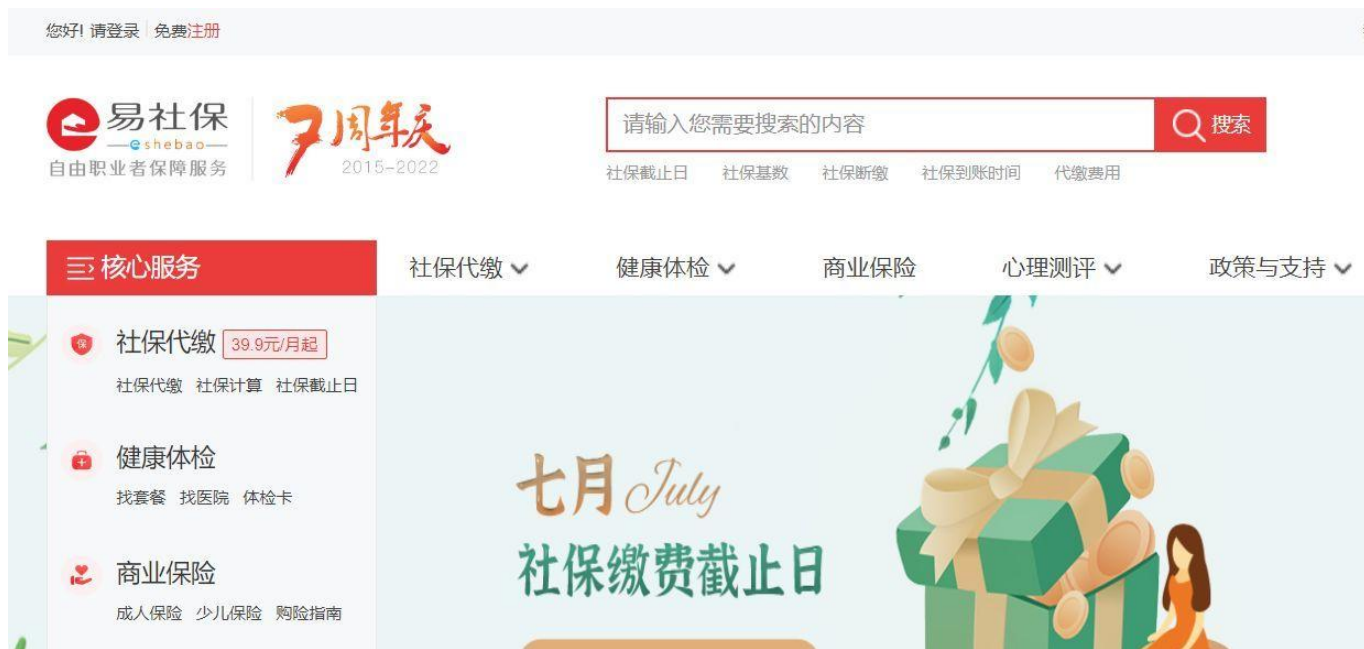 您好! 请登录 免费注册
易社保
eshebao
自由职业者保障服务
7周年庆
2015-2022
请输入您需要搜索的内容
搜索
社保截止日 社保基数 社保断缴 社保到账时间 代缴费用
核心服务 社保代缴 健康体检 商业保险 心理测评 政策与支持
社保代缴 39.9元/月起
社保代缴 社保计算 社保截止日
健康体检
找套餐 找医院 体检卡
商业保险
成人保险 少儿保险 购险指南
七月 July
社保缴费截止日
保